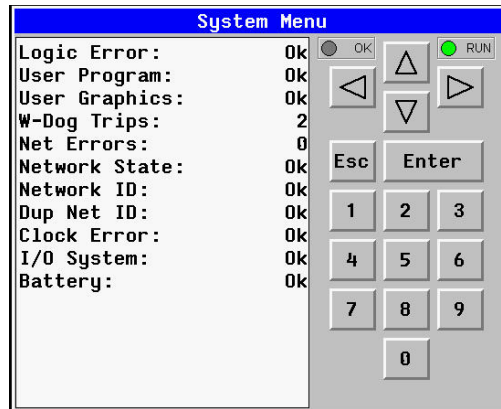 System Menu
Logic Error: Ok
User Program: Ok
User Graphics: Ok
W-Dog Trips: 2
Net Errors: 0
Network State: Ok
Network ID: Ok
Dup Net ID: Ok
Clock Error: Ok
I/O System: Ok
Battery: Ok
OK
RUN
Esc
Enter
1 2 3
4 5 6
7 8 9
0